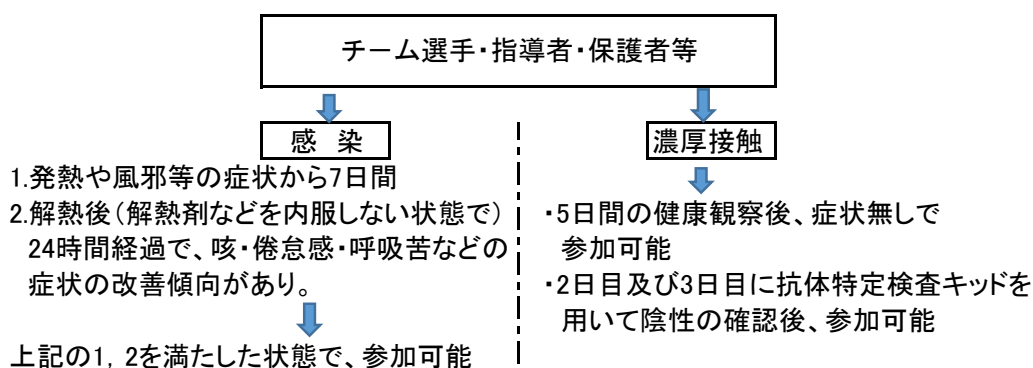 チーム選手・指導者・保護者等
感 染
1.発熱や風邪等の症状から7日間
2.解熱後(解熱剤などを内服しない状態で)
24時間経過で、咳・倦怠感・呼吸苦などの
症状の改善傾向があり。
上記の1, 2を満たした状態で、参加可能
濃厚接触
・5日間の健康観察後、症状無しで
参加可能
・2日目及び3日目に抗体特定検査キッドを
用いて陰性の確認後、参加可能